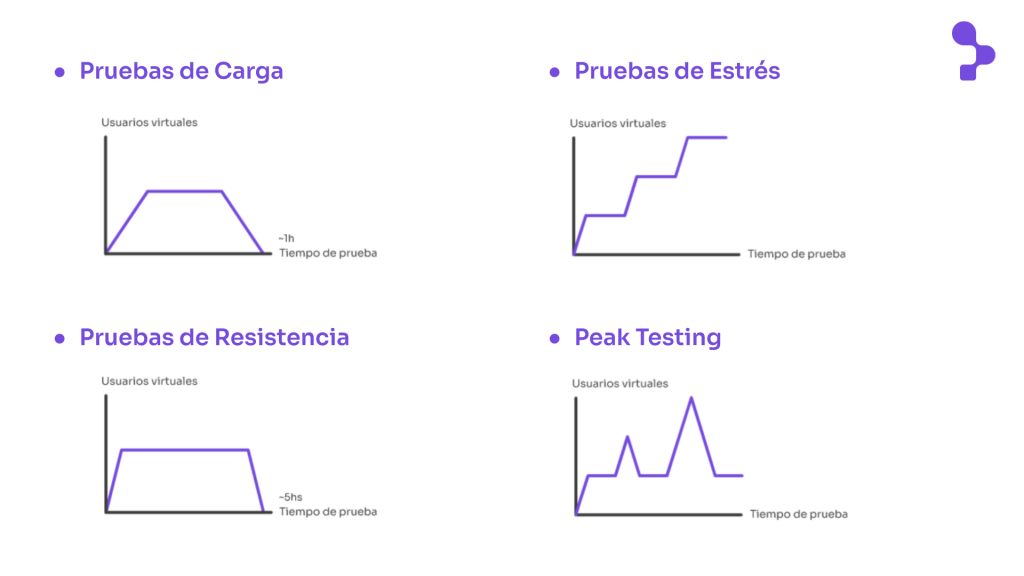 Pruebas de Carga
Usuarios virtuales
~1h
Tiempo de prueba
Pruebas de Estrés
Usuarios virtuales
Tiempo de prueba
Pruebas de Resistencia
Usuarios virtuales
~5hs
Tiempo de prueba
Peak Testing
Usuarios virtuales
Tiempo de prueba